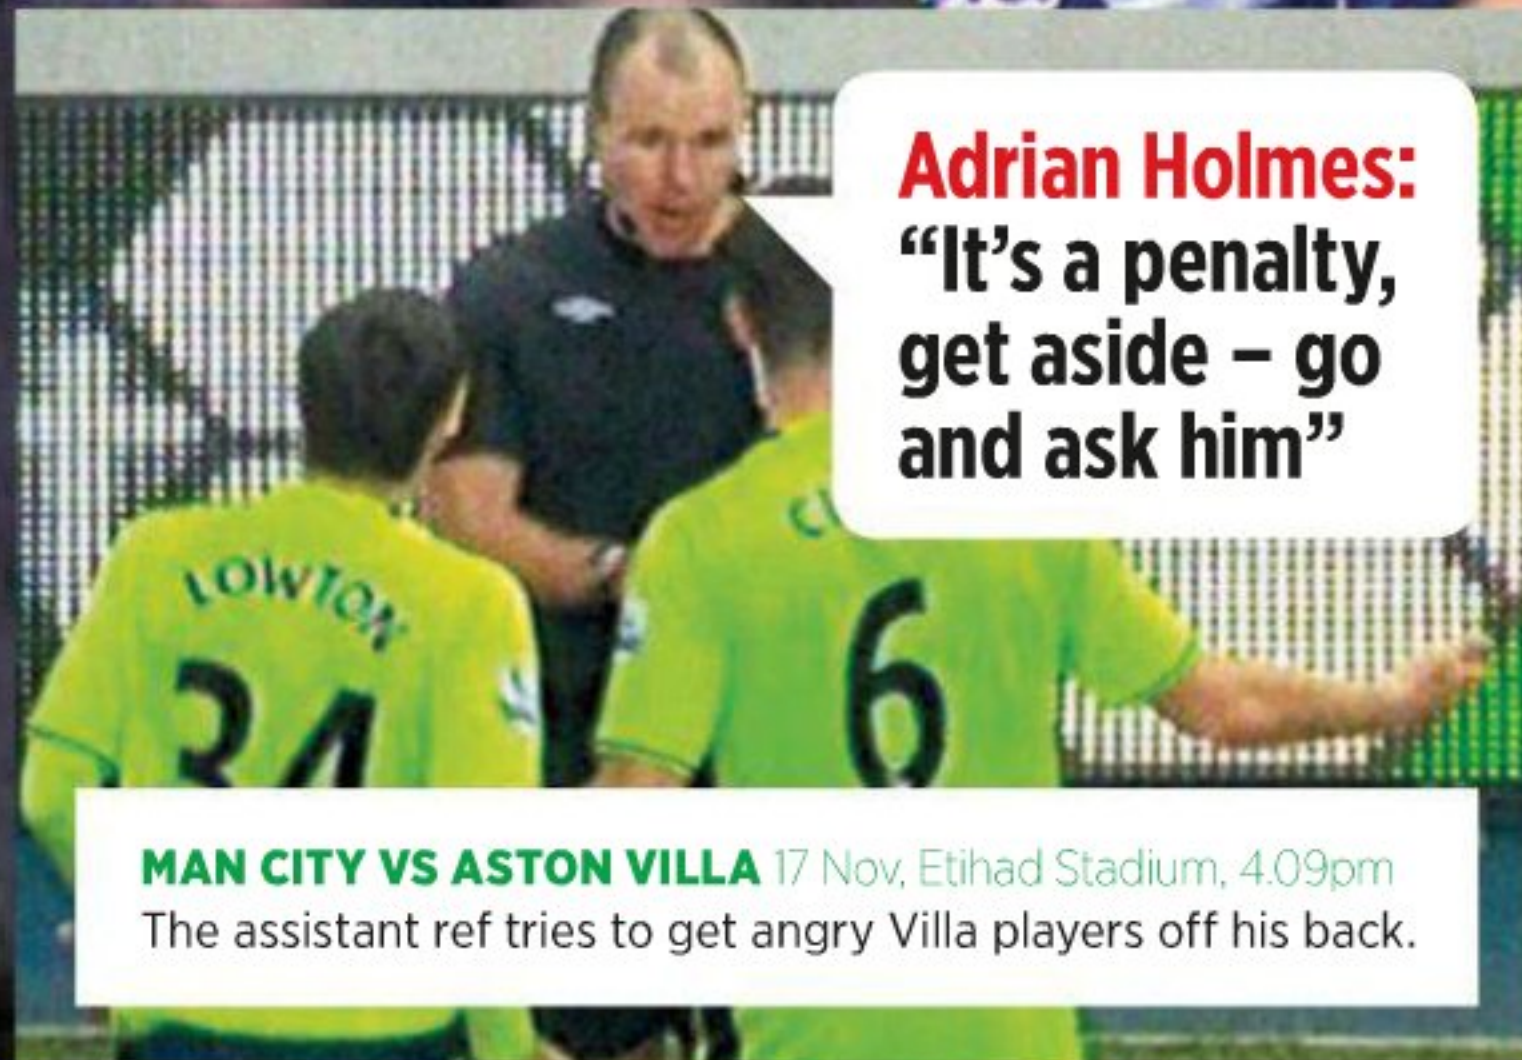 Adrian Holmes:
“It’s a penalty,
get aside – go
and ask him”
LOWTON
34
6
MAN CITY VS ASTON VILLA 17 Nov, Etihad Stadium, 4.09pm
The assistant ref tries to get angry Villa players off his back.